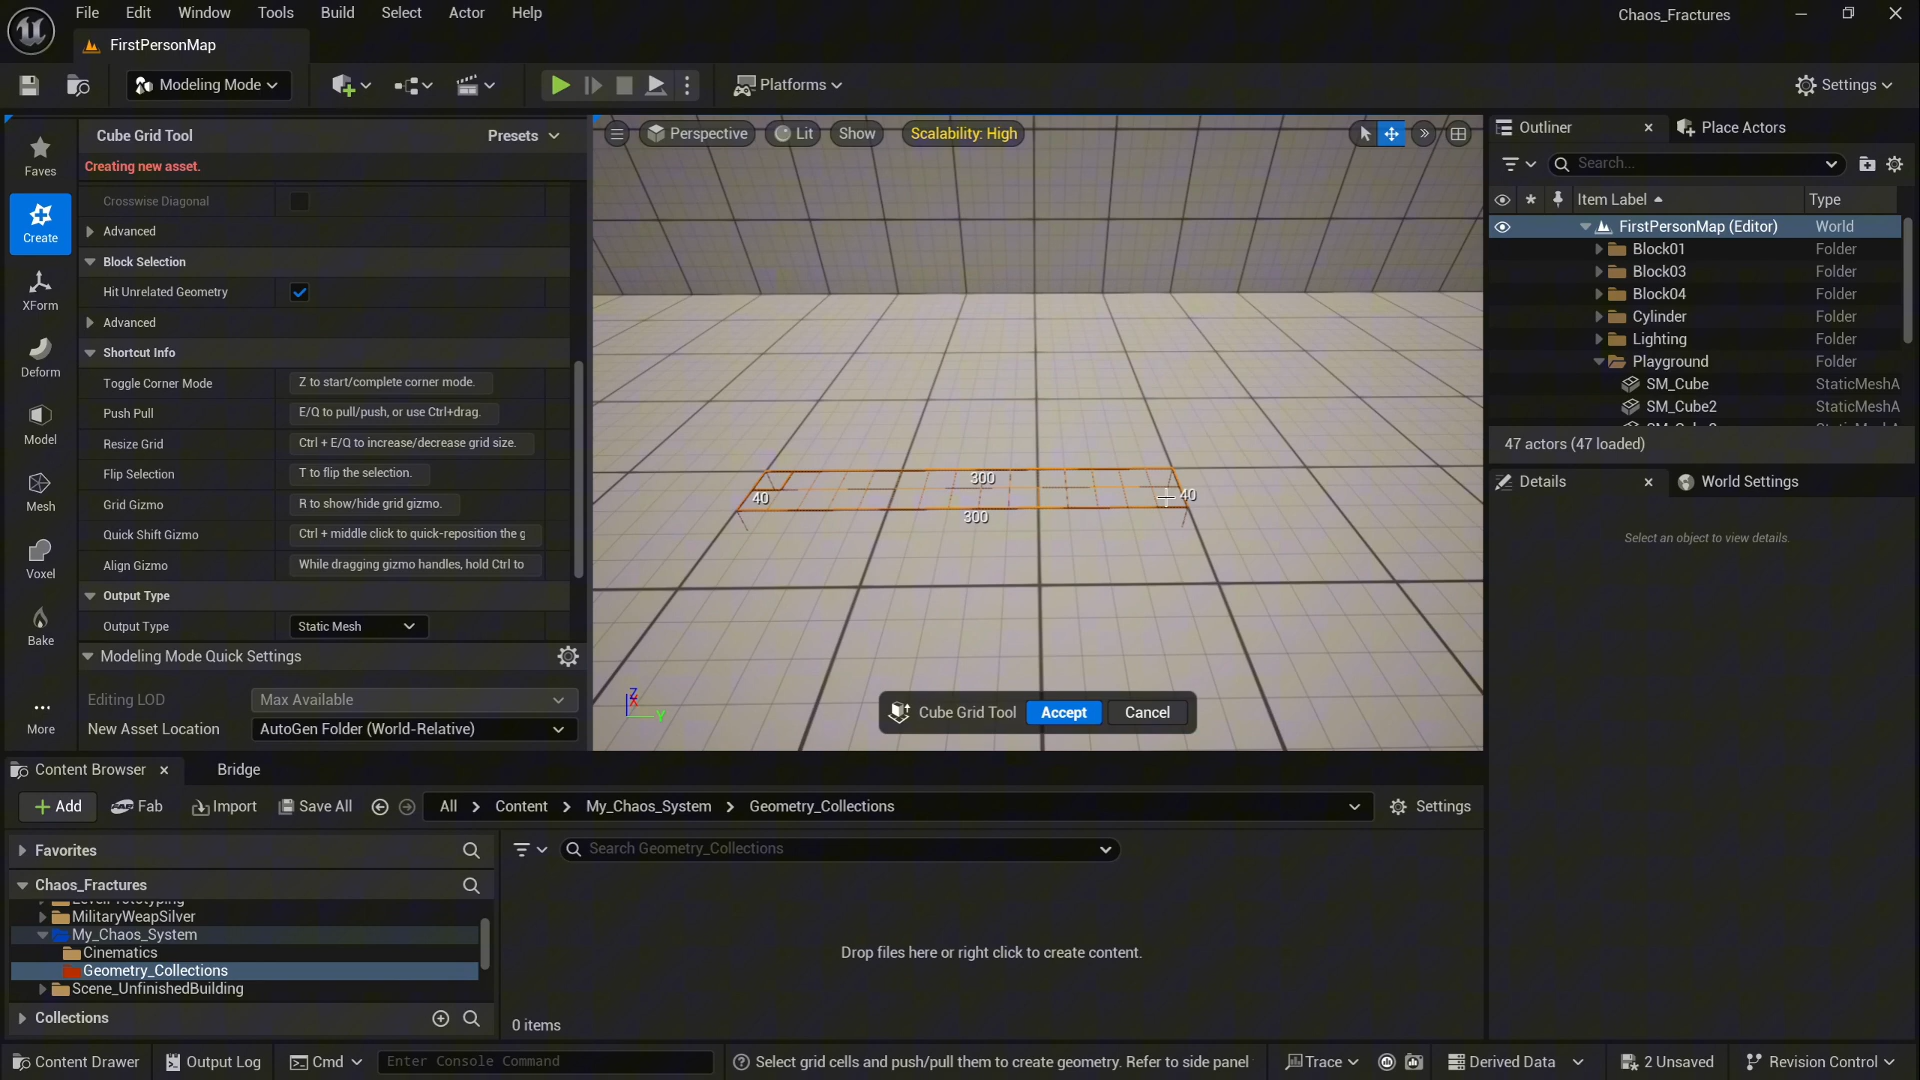 File Edit Window Tools Build Select Actor Help
Chaos_Fractures
FirstPersonMap
Modeling Mode
Platforms
Settings
Cube Grid Tool
Presets
Creating new asset.
Faves
Create
XForm
Deform
Model
Mesh
Voxel
Bake
More
Crosswise Diagonal
Advanced
Block Selection
Hit Unrelated Geometry
Advanced
Shortcut Info
Toggle Corner Mode Z to start/complete corner mode.
Push Pull E/Q to pull/push, or use Ctrl+drag.
Resize Grid Ctrl + E/Q to increase/decrease grid size.
Flip Selection T to flip the selection.
Grid Gizmo R to show/hide grid gizmo.
Quick Shift Gizmo Ctrl + middle click to quick-reposition the g
Align Gizmo While dragging gizmo handles, hold Ctrl to
Output Type
Output Type Static Mesh
Modeling Mode Quick Settings
Editing LOD Max Available
New Asset Location AutoGen Folder (World-Relative)
Perspective Lit Show Scalability: High
300
40
40
300
Z
X
Y
Cube Grid Tool Accept Cancel
Outliner Place Actors
Search...
Item Label Type
FirstPersonMap (Editor) World
Block01 Folder
Block03 Folder
Block04 Folder
Cylinder Folder
Lighting Folder
Playground Folder
SM_Cube StaticMeshA
SM_Cube2 StaticMeshA
47 actors (47 loaded)
Details World Settings
Select an object to view details.
Content Browser Bridge
Add Fab Import Save All All Content My_Chaos_System Geometry_Collections Settings
Favorites
Chaos_Fractures
LevelPrototyping
MilitaryWeapSilver
My_Chaos_System
Cinematics
Geometry_Collections
Scene_UnfinishedBuilding
Collections
Search Geometry_Collections
Drop files here or right click to create content.
0 items
Content Drawer Output Log Cmd Enter Console Command Select grid cells and push/pull them to create geometry. Refer to side panel Trace Derived Data 2 Unsaved Revision Control